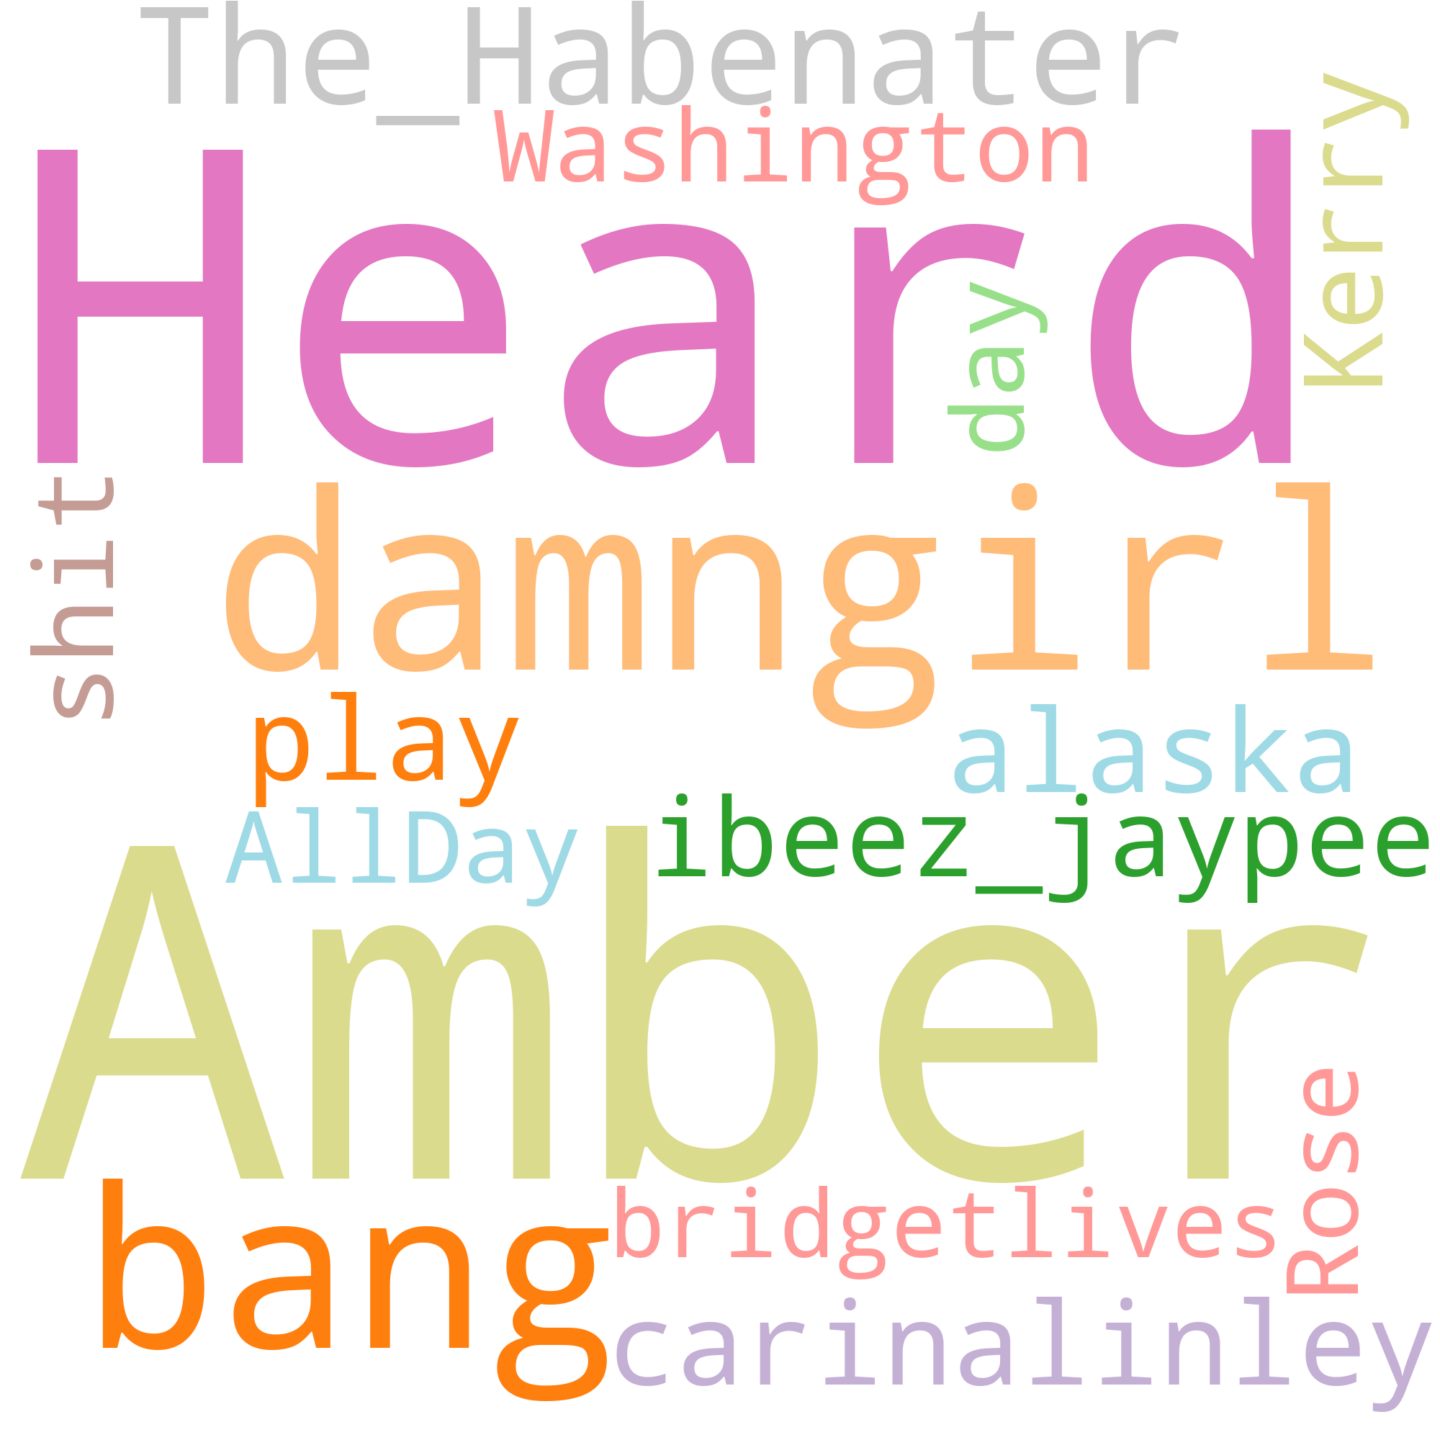 The_Habenater
Washington
Kerry
Heard
day
shit
damngirl
play
alaska
AllDay
ibeez_jaypee
Amber
Rose
bang
bridgetlives
carinalinley